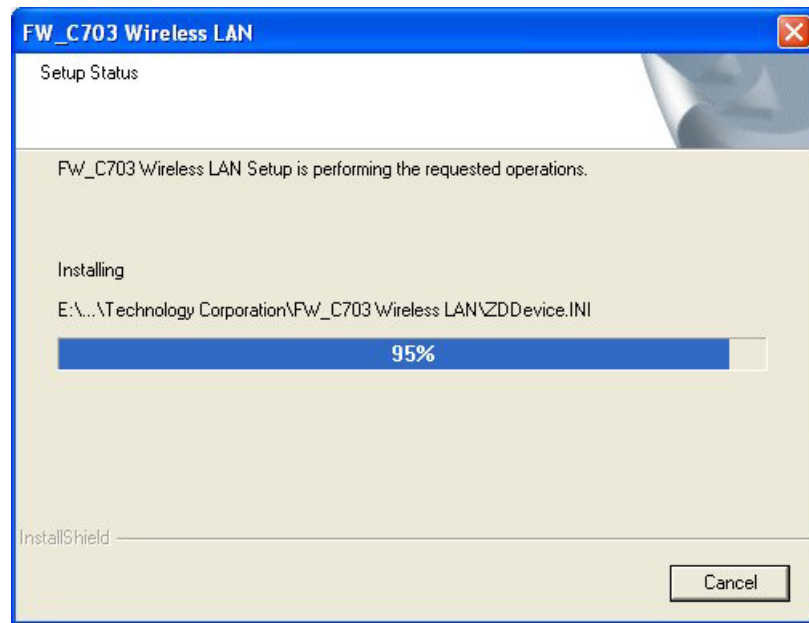 FW_C703 Wireless LAN
Setup Status
FW_C703 Wireless LAN Setup is performing the requested operations.
Installing
E:\...\Technology Corporation\FW_C703 Wireless LAN\ZDDevice.INI
95%
InstallShield
Cancel